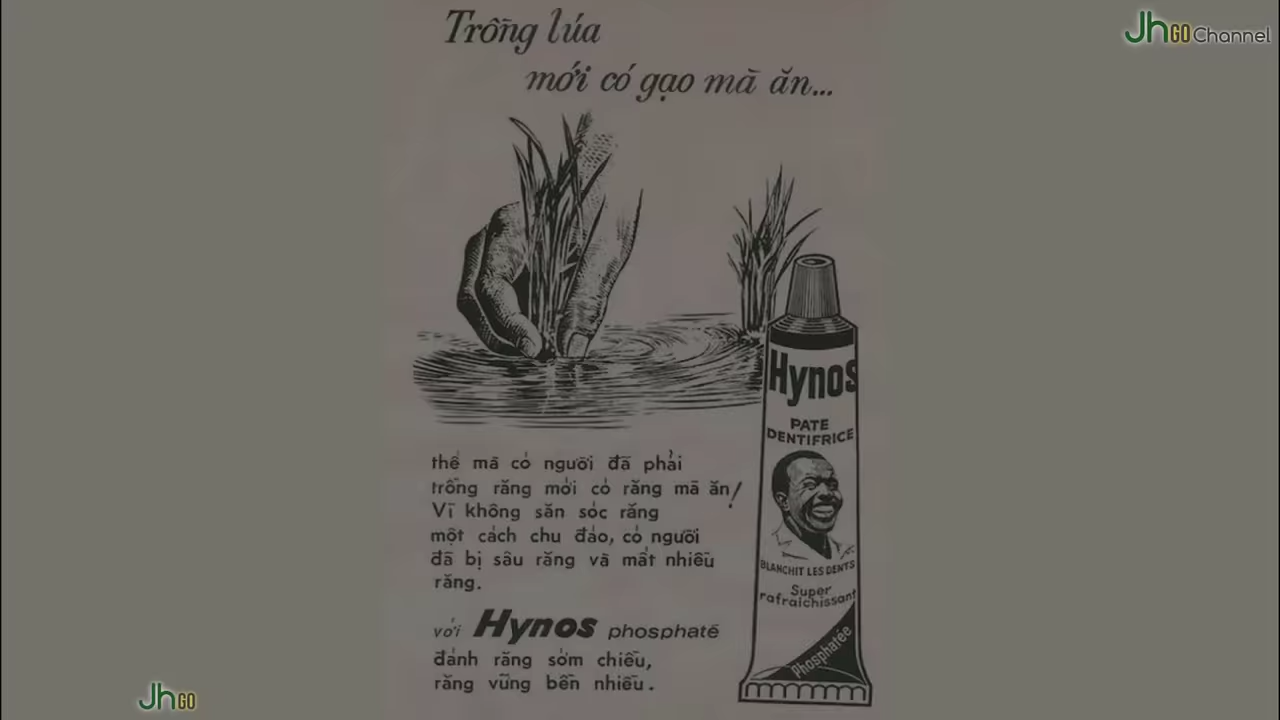 JhGO Channel
Trồng lúa
mới có gạo mà ăn...
thế mà có người đã phải
trồng răng mới có răng mà ăn!
Vì không săn sóc răng
một cách chu đáo, có người
đã bị sâu răng và mất nhiều
răng.
với Hynos phosphaté
đánh răng sớm chiều,
răng vững bền nhiều.
Hynos
PATE
DENTIFRICE
BLANCHIT LES DENTS
Super
rafraichissant
Phosphatée
JhGO